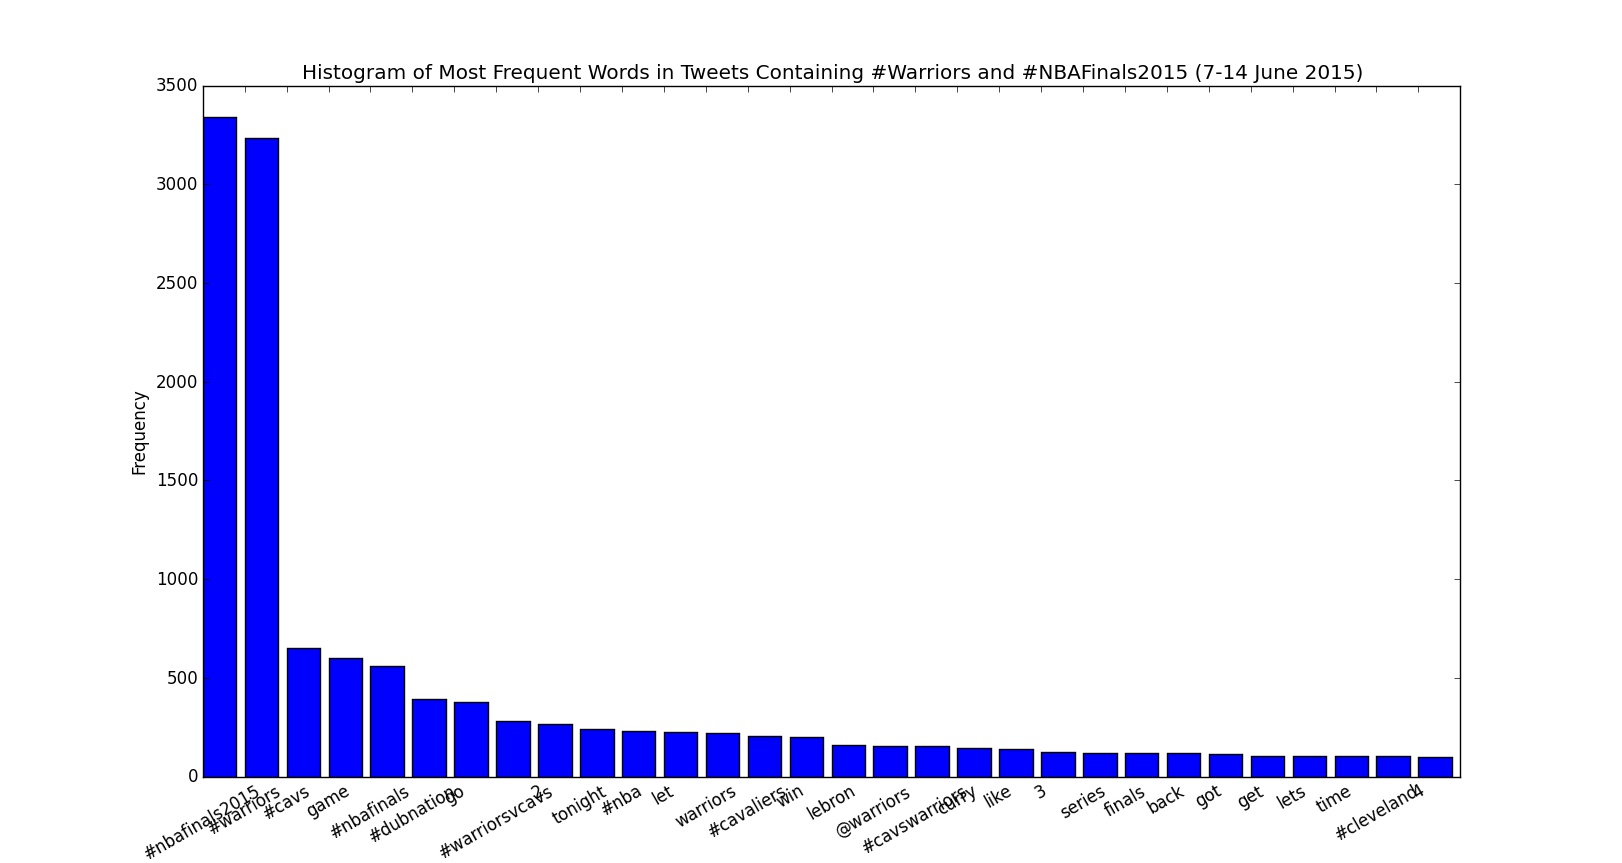 Histogram of Most Frequent Words in Tweets Containing #Warriors and #NBAFinals2015 (7-14 June 2015)
3500
3000
2500
2000
1500
1000
500
0
Frequency
#nbafinals2015
#warriors
#cavs
game
#nbafinals
#dubnation
go
2
#warriorsvcavs
tonight
#nba
let
warriors
#cavaliers
win
lebron
@warriors
#cavswarriors
curry
like
3
series
finals
back
got
get
lets
time
#cleveland
4